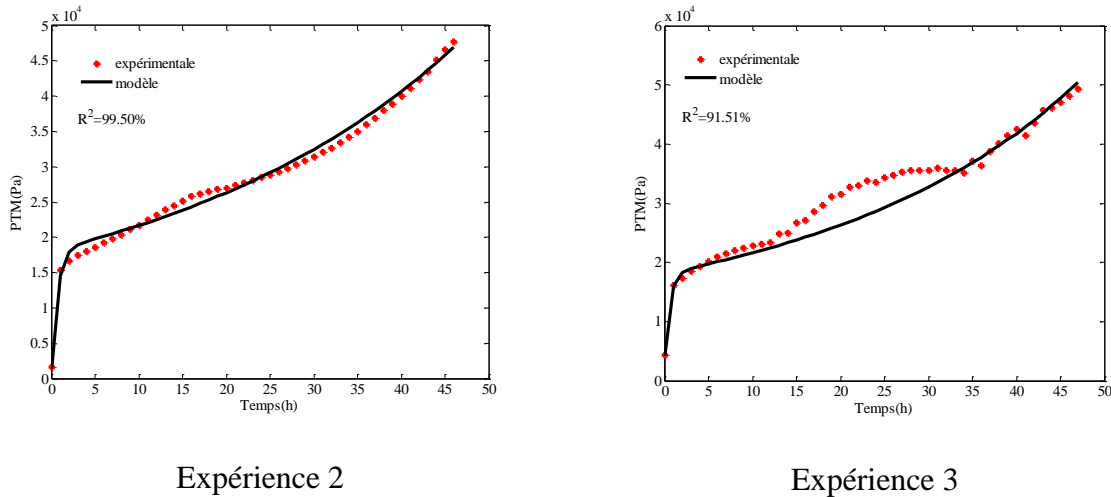 x 10^4
5
4.5
4
3.5
3
2.5
2
1.5
1
0.5
0
0 5 10 15 20 25 30 35 40 45 50
PTM(Pa)
Temps(h)
expérimentale
modèle
R^2=99.50%
Expérience 2
x 10^4
6
5
4
3
2
1
0
0 5 10 15 20 25 30 35 40 45 50
PTM(Pa)
Temps(h)
expérimentale
modèle
R^2=91.51%
Expérience 3